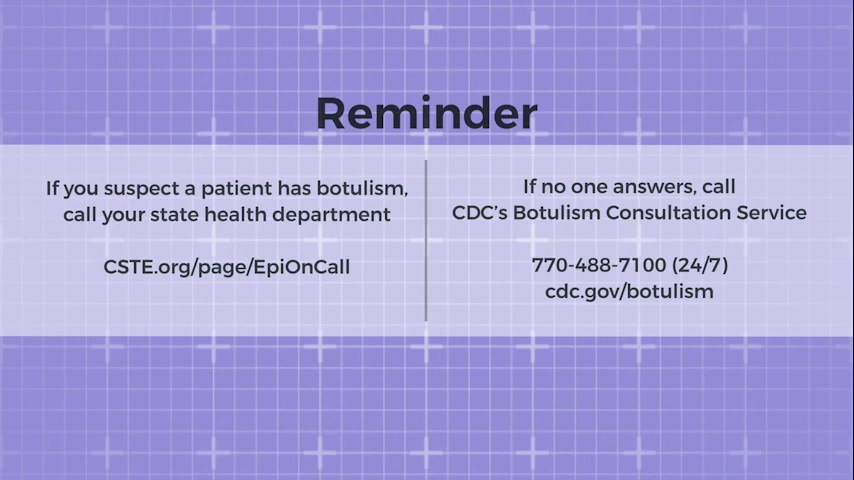 Reminder
If you suspect a patient has botulism,
call your state health department
CSTE.org/page/EpiOnCall
If no one answers, call
CDC's Botulism Consultation Service
770-488-7100 (24/7)
cdc.gov/botulism